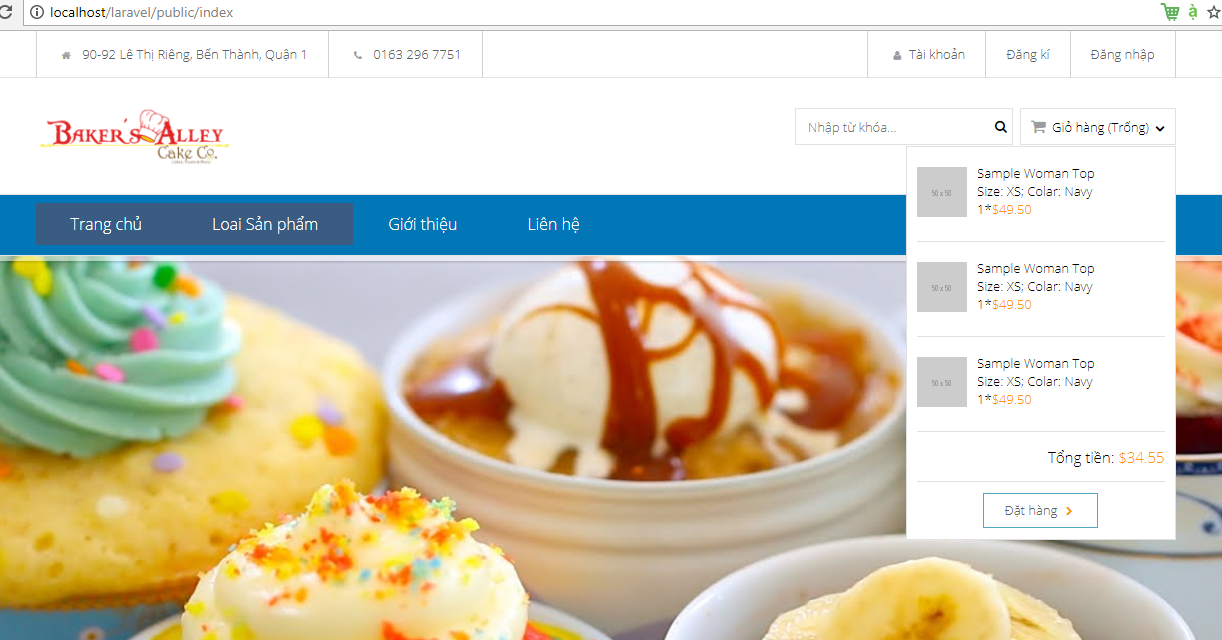 localhost/laravel/public/index
90-92 Lê Thị Riêng, Bến Thành, Quận 1
0163 296 7751
Tài khoản
Đăng kí
Đăng nhập
BAKER'S ALLEY
Cake Co.
Nhập từ khóa...
Giỏ hàng (Trống)
Trang chủ
Loai Sản phẩm
Giới thiệu
Liên hệ
50 x 50
Sample Woman Top
Size: XS; Colar: Navy
1*$49.50
50 x 50
Sample Woman Top
Size: XS; Colar: Navy
1*$49.50
50 x 50
Sample Woman Top
Size: XS; Colar: Navy
1*$49.50
Tổng tiền: $34.55
Đặt hàng